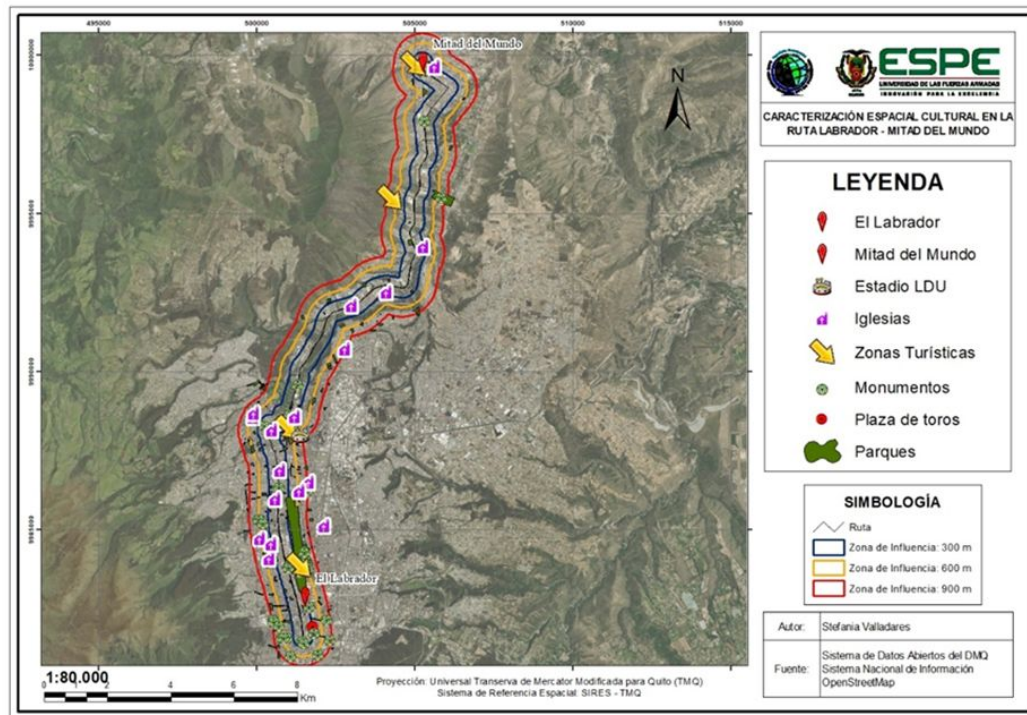 495000 500000 505000 510000 515000
10000000
9995000
9990000
9985000
Mitad del Mundo
N
El Labrador
1:80.000
0 2 4 6 8
Km
Proyección: Universal Transversa de Mercator Modificada para Quito (TMQ)
Sistema de Referencia Espacial: SIRES - TMQ
ESPE
UNIVERSIDAD DE LAS FUERZAS ARMADAS
INNOVACIÓN PARA LA EXCELENCIA
CARACTERIZACIÓN ESPACIAL CULTURAL EN LA
RUTA LABRADOR - MITAD DEL MUNDO
LEYENDA
El Labrador
Mitad del Mundo
Estadio LDU
Iglesias
Zonas Turísticas
Monumentos
Plaza de toros
Parques
SIMBOLOGÍA
Ruta
Zona de Influencia: 300 m
Zona de Influencia: 600 m
Zona de Influencia: 900 m
Autor: Stefania Valladares
Fuente: Sistema de Datos Abiertos del DMQ
Sistema Nacional de Información
OpenStreetMap